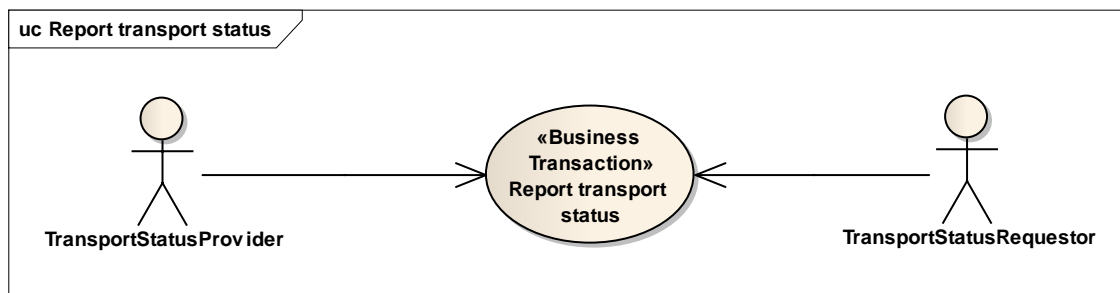 uc Report transport status
«Business
Transaction»
Report transport
status
TransportStatusProvider
TransportStatusRequestor